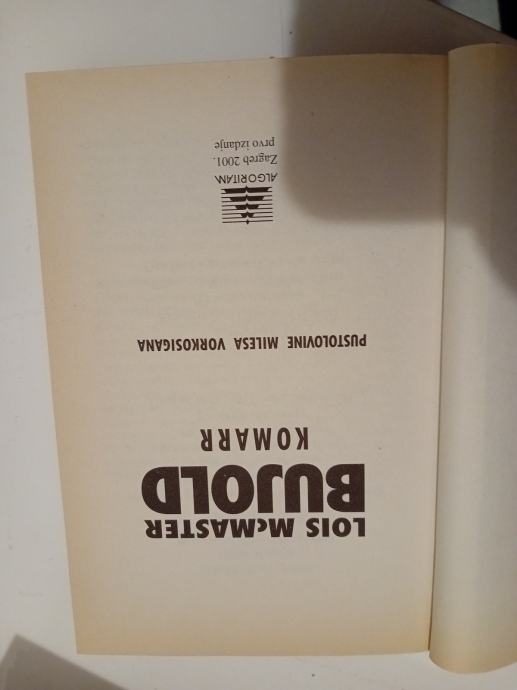 LOIS McMASTER
BUJOLD
KOMARR
PUSTOLOVINE MILESA VORKOSIGANA
ALGORITAM
Zagreb 2001.
prvo izdanje